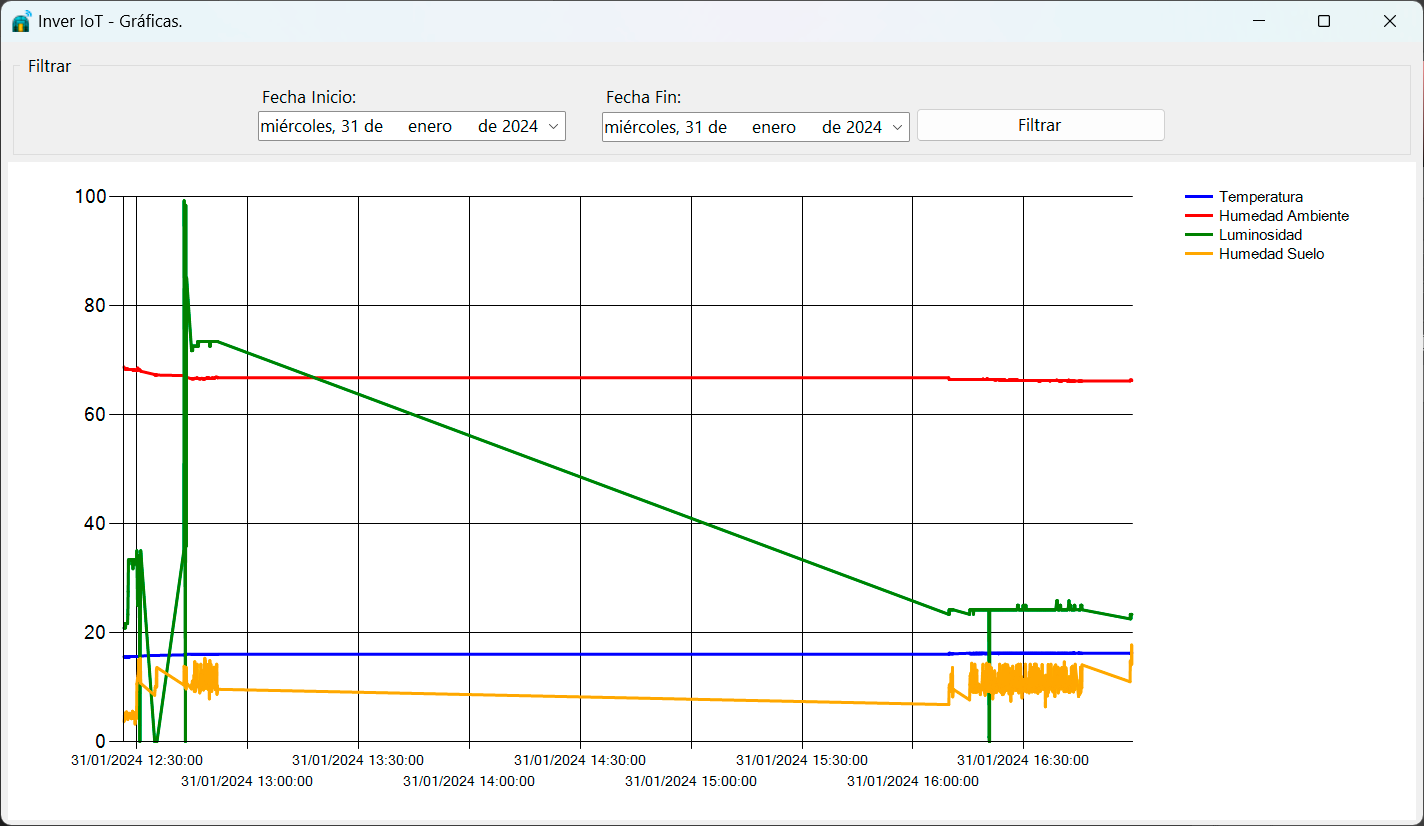 Inver IoT - Gráficas.
Filtrar
Fecha Inicio:
Fecha Fin:
miércoles, 31 de enero de 2024
miércoles, 31 de enero de 2024
Filtrar
100
80
60
40
20
0
Temperatura
Humedad Ambiente
Luminosidad
Humedad Suelo
31/01/2024 12:30:00
31/01/2024 13:00:00
31/01/2024 13:30:00
31/01/2024 14:00:00
31/01/2024 14:30:00
31/01/2024 15:00:00
31/01/2024 15:30:00
31/01/2024 16:00:00
31/01/2024 16:30:00